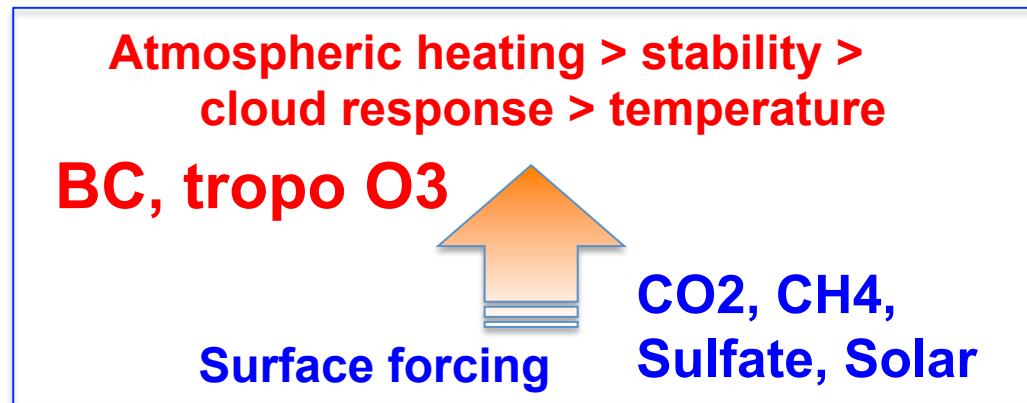 Atmospheric heating > stability >
cloud response > temperature
BC, tropo O3
CO2, CH4,
Sulfate, Solar
Surface forcing